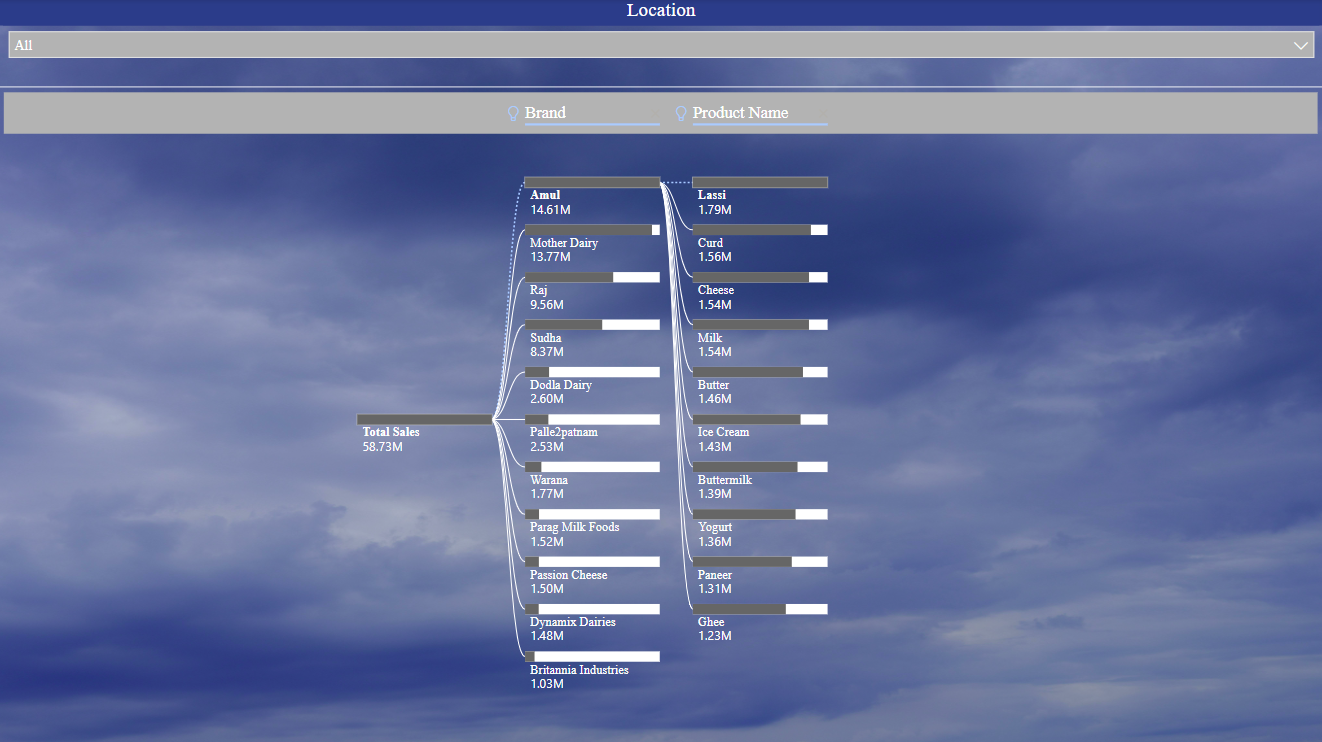 Location
All
Brand
Product Name
Total Sales
58.73M
Amul
14.61M
Mother Dairy
13.77M
Raj
9.56M
Sudha
8.37M
Dodla Dairy
2.60M
Palle2patnam
2.53M
Warana
1.77M
Parag Milk Foods
1.52M
Passion Cheese
1.50M
Dynamix Dairies
1.48M
Britannia Industries
1.03M
Lassi
1.79M
Curd
1.56M
Cheese
1.54M
Milk
1.54M
Butter
1.46M
Ice Cream
1.43M
Buttermilk
1.39M
Yogurt
1.36M
Paneer
1.31M
Ghee
1.23M